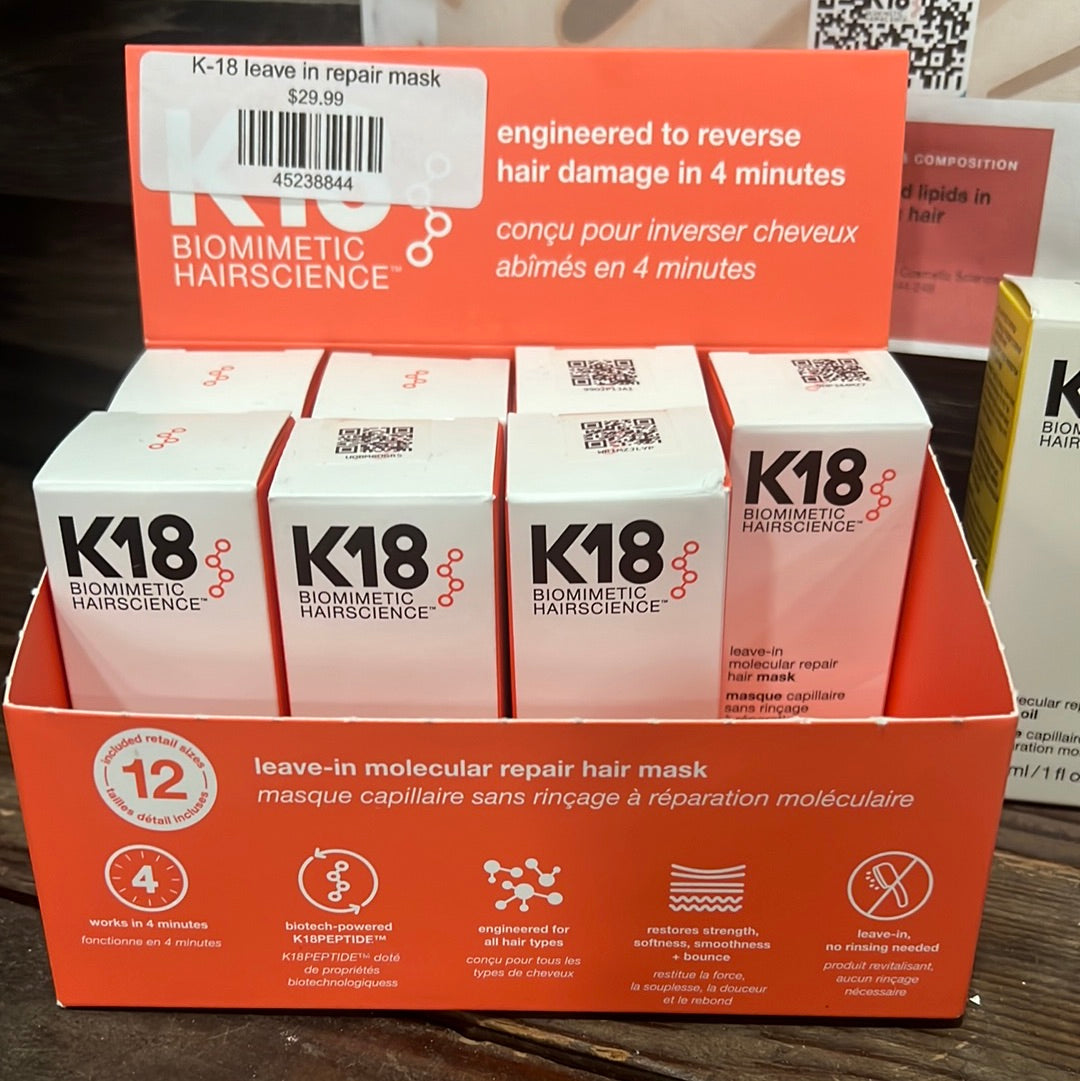 K18
K-18 leave in repair mask
$29.99
45238844
BIOMIMETIC
HAIRSCIENCE™
engineered to reverse
hair damage in 4 minutes
conçu pour inverser cheveux
abîmés en 4 minutes
COMPOSITION
lipids in
hair
K18
BIOMIMETIC
HAIRSCIENCE™
K18
BIOMIMETIC
HAIRSCIENCE™
K18
BIOMIMETIC
HAIRSCIENCE™
K18
BIOMIMETIC
HAIRSCIENCE™
leave-in
molecular repair
hair mask
masque capillaire
sans rinçage
included retail sizes
12
tailles détail incluses
leave-in molecular repair hair mask
masque capillaire sans rinçage à réparation moléculaire
4
works in 4 minutes
fonctionne en 4 minutes
biotech-powered
K18PEPTIDE™
K18PEPTIDE™ doté
de propriétés
biotechnologiquess
engineered for
all hair types
conçu pour tous les
types de cheveux
restores strength,
softness, smoothness
+ bounce
restitue la force,
la souplesse, la douceur
et le rebond
leave-in,
no rinsing needed
produit revitalisant,
aucun rinçage
nécessaire
oil
ml/1 fl o